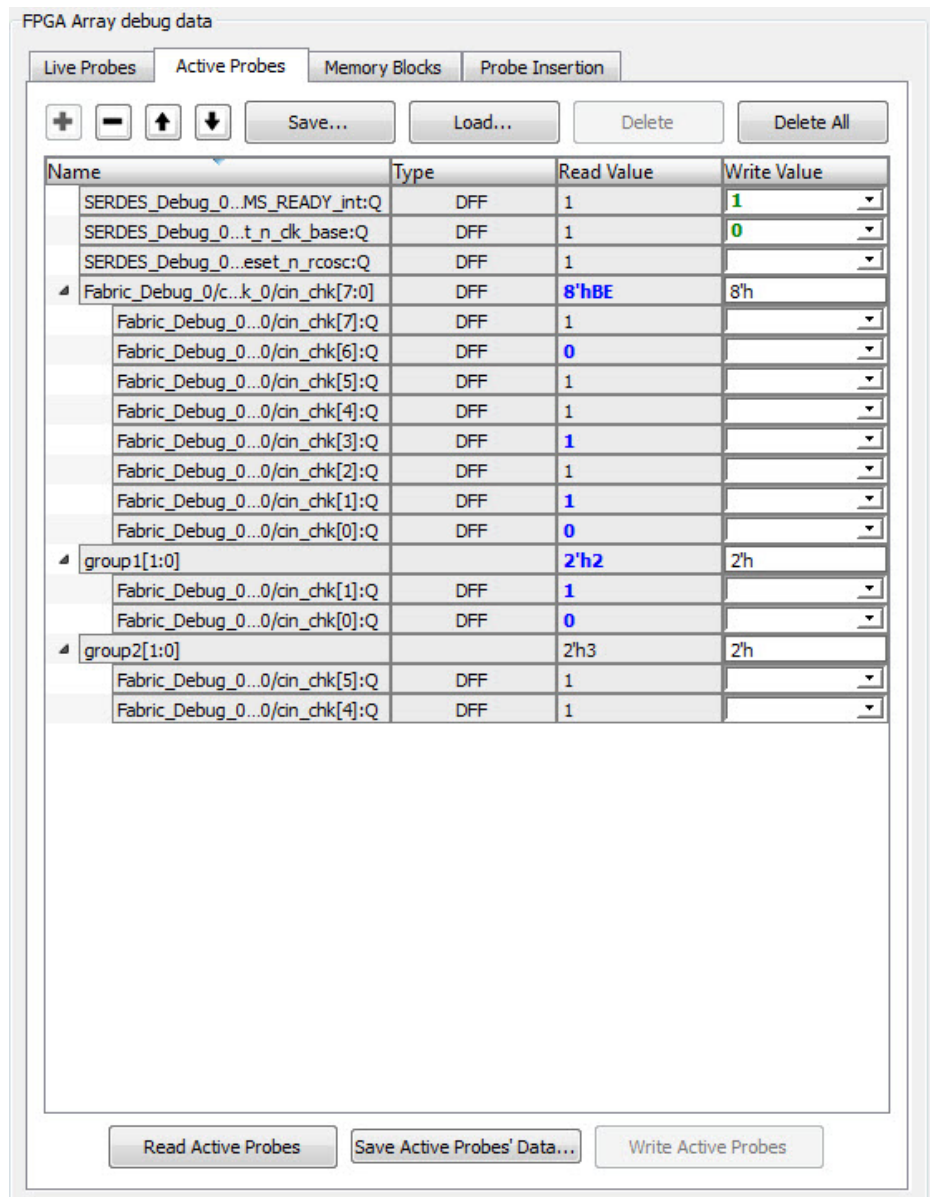 FPGA Array debug data
Live Probes Active Probes Memory Blocks Probe Insertion
Save... Load... Delete Delete All
Name Type Read Value Write Value
SERDES_Debug_0...MS_READY_int:Q DFF 1 1
SERDES_Debug_0...t_n_clk_base:Q DFF 1 0
SERDES_Debug_0...eset_n_rcosc:Q DFF 1
Fabric_Debug_0/c...k_0/cin_chk[7:0] DFF 8'hBE 8'h
Fabric_Debug_0...0/cin_chk[7]:Q DFF 1
Fabric_Debug_0...0/cin_chk[6]:Q DFF 0
Fabric_Debug_0...0/cin_chk[5]:Q DFF 1
Fabric_Debug_0...0/cin_chk[4]:Q DFF 1
Fabric_Debug_0...0/cin_chk[3]:Q DFF 1
Fabric_Debug_0...0/cin_chk[2]:Q DFF 1
Fabric_Debug_0...0/cin_chk[1]:Q DFF 1
Fabric_Debug_0...0/cin_chk[0]:Q DFF 0
group1[1:0] 2'h2 2'h
Fabric_Debug_0...0/cin_chk[1]:Q DFF 1
Fabric_Debug_0...0/cin_chk[0]:Q DFF 0
group2[1:0] 2'h3 2'h
Fabric_Debug_0...0/cin_chk[5]:Q DFF 1
Fabric_Debug_0...0/cin_chk[4]:Q DFF 1
Read Active Probes Save Active Probes' Data... Write Active Probes